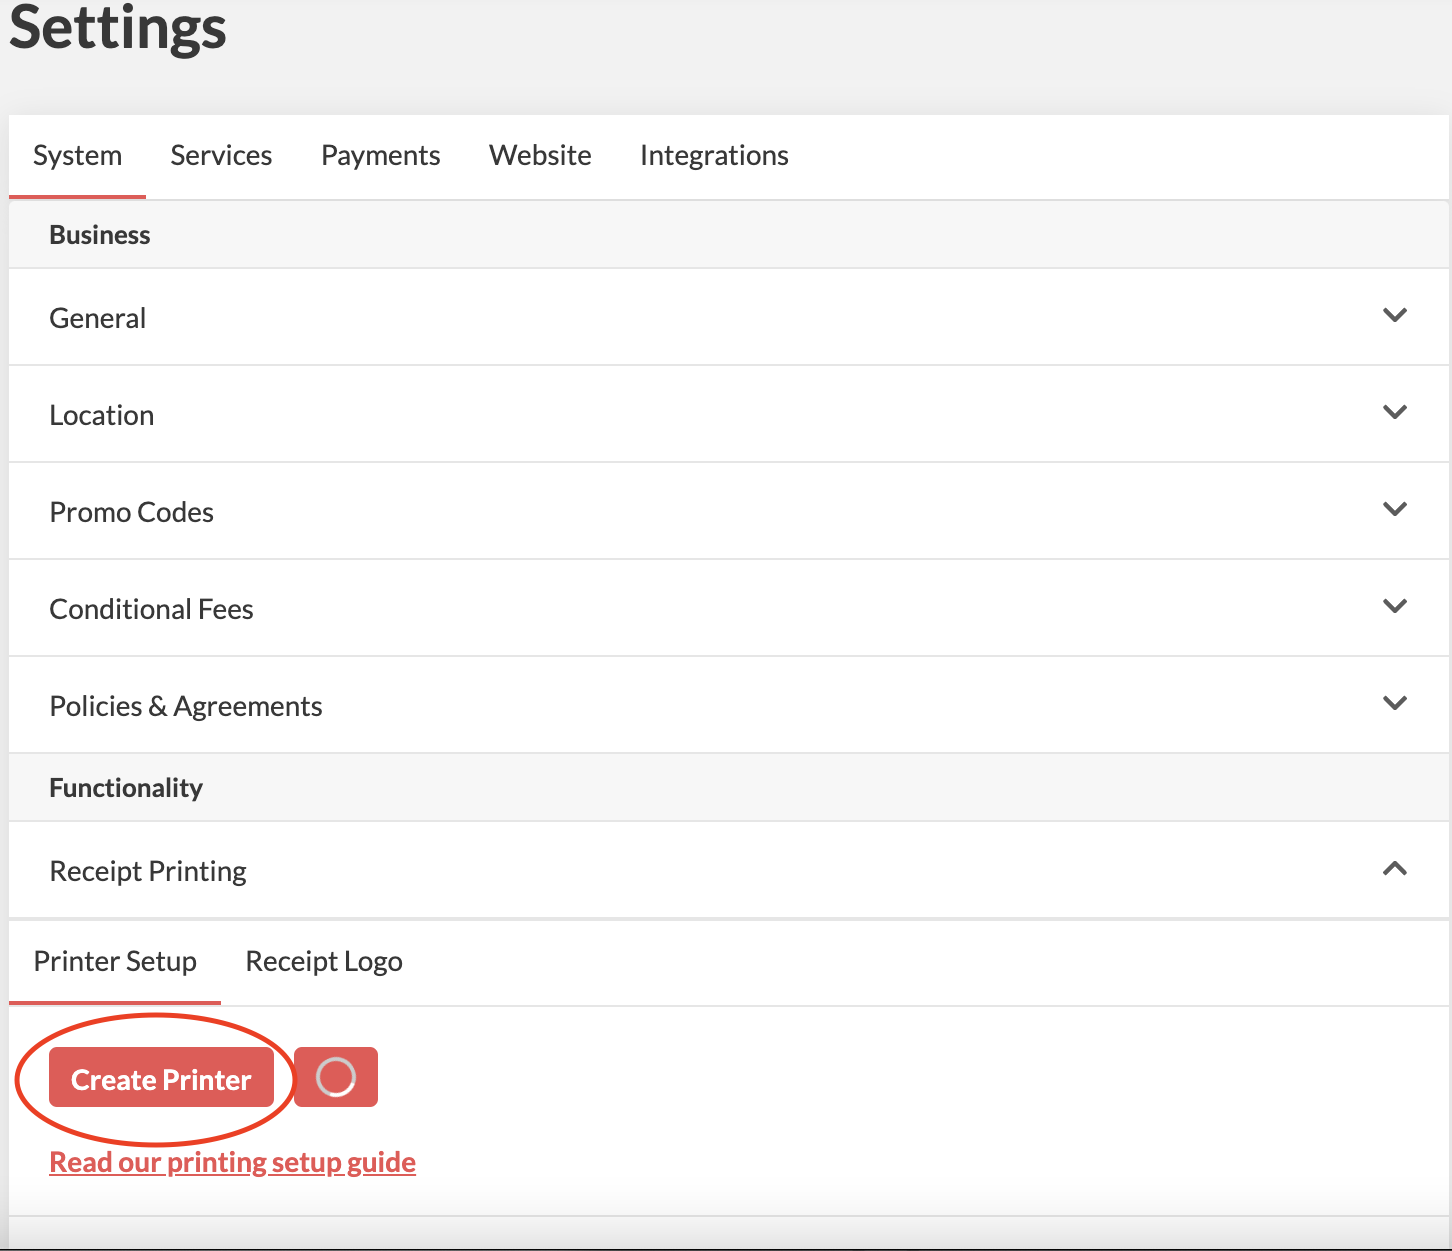 Settings
System Services Payments Website Integrations
Business
General
Location
Promo Codes
Conditional Fees
Policies & Agreements
Functionality
Receipt Printing
Printer Setup Receipt Logo
Create Printer
Read our printing setup guide